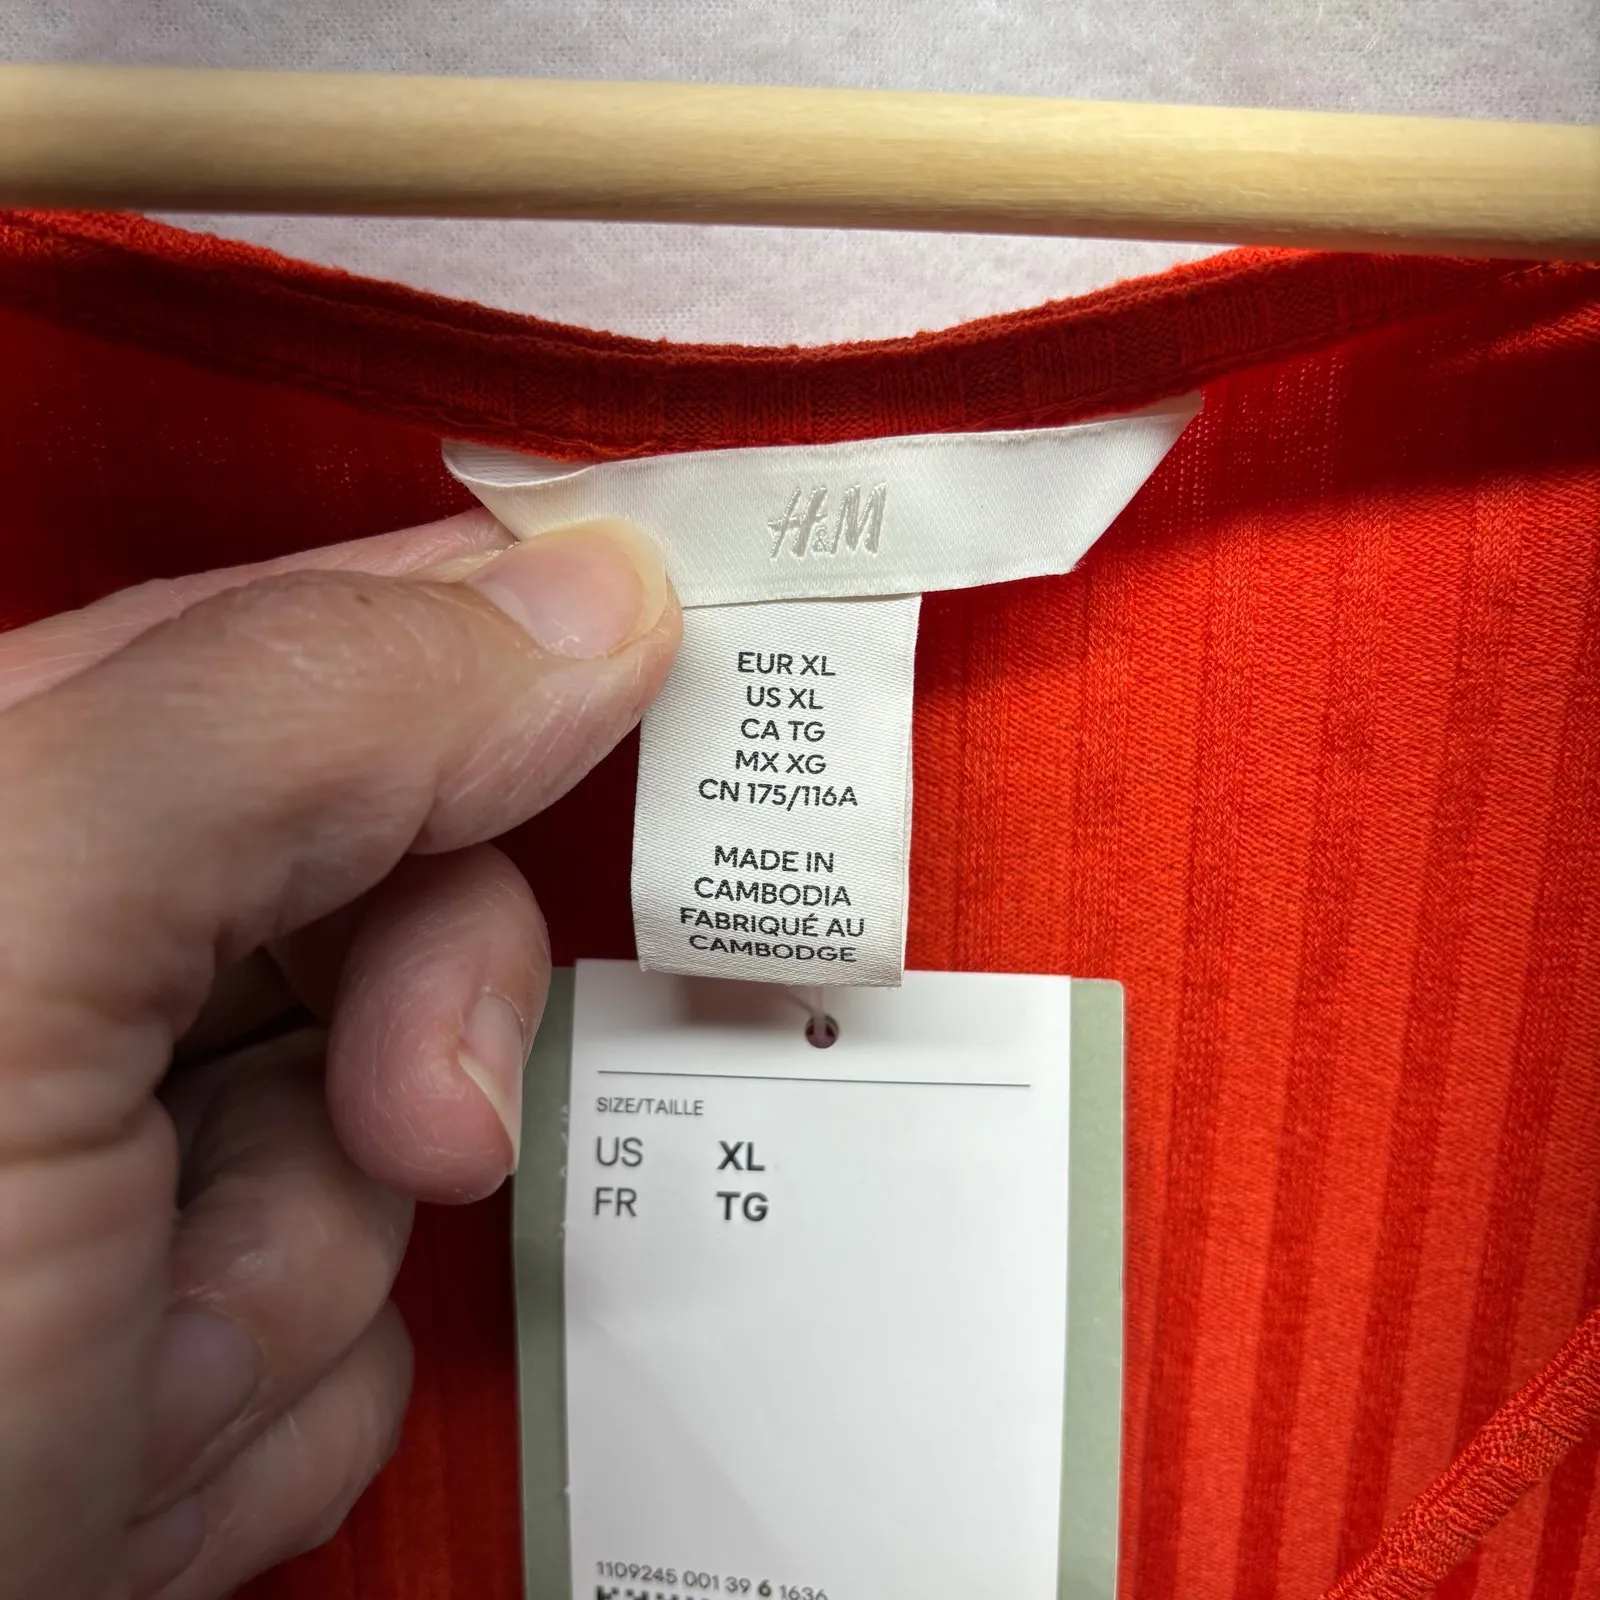 H&M
EUR XL
US XL
CA TG
MX XG
CN 175/116A
MADE IN
CAMBODIA
FABRIQUÉ AU
CAMBODGE
SIZE/TAILLE
US XL
FR TG
1109245 001 39 6 1636